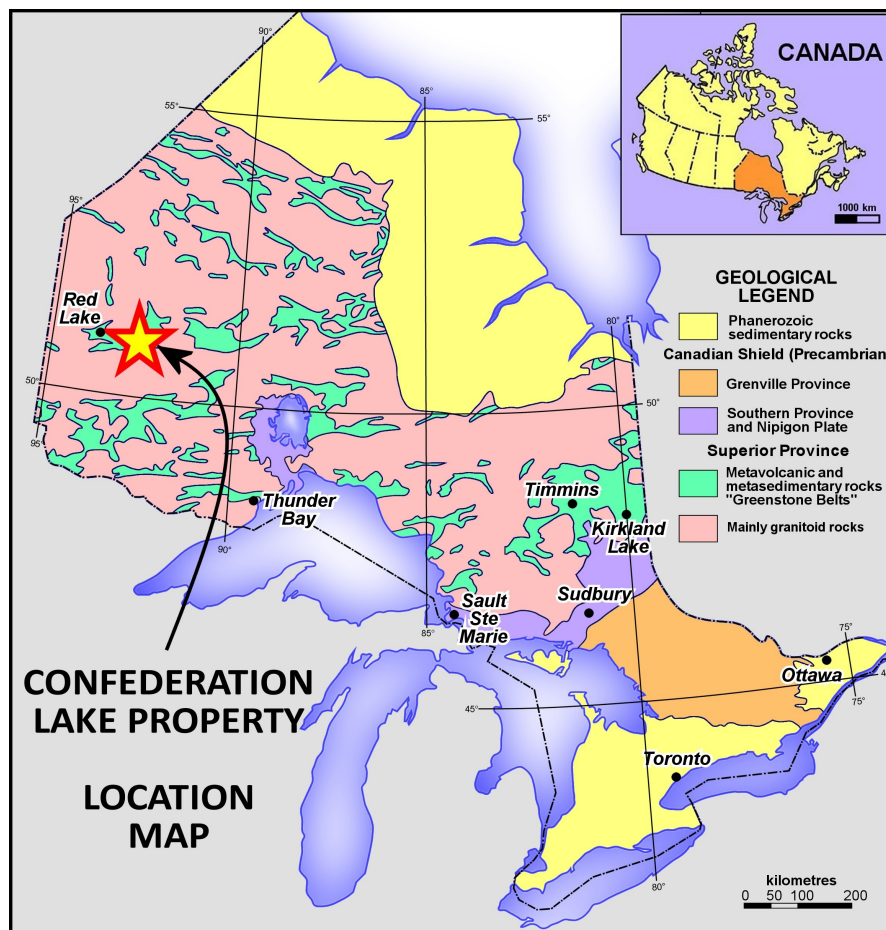 CANADA
1000 km
90°
85°
55°
55°
95°
80°
Red
Lake
50°
95
50°
Thunder
Bay
90°
Timmins
Kirkland
Lake
Sault
Ste
Marie
85°
Sudbury
75°
Ottawa
4
75°
45°
Toronto
80°
GEOLOGICAL
LEGEND
Phanerozoic
sedimentary rocks
Canadian Shield (Precambrian
Grenville Province
Southern Province
and Nipigon Plate
Superior Province
Metavolcanic and
metasedimentary rocks
"Greenstone Belts"
Mainly granitoid rocks
CONFEDERATION
LAKE PROPERTY
LOCATION
MAP
kilometres
0 50 100 200